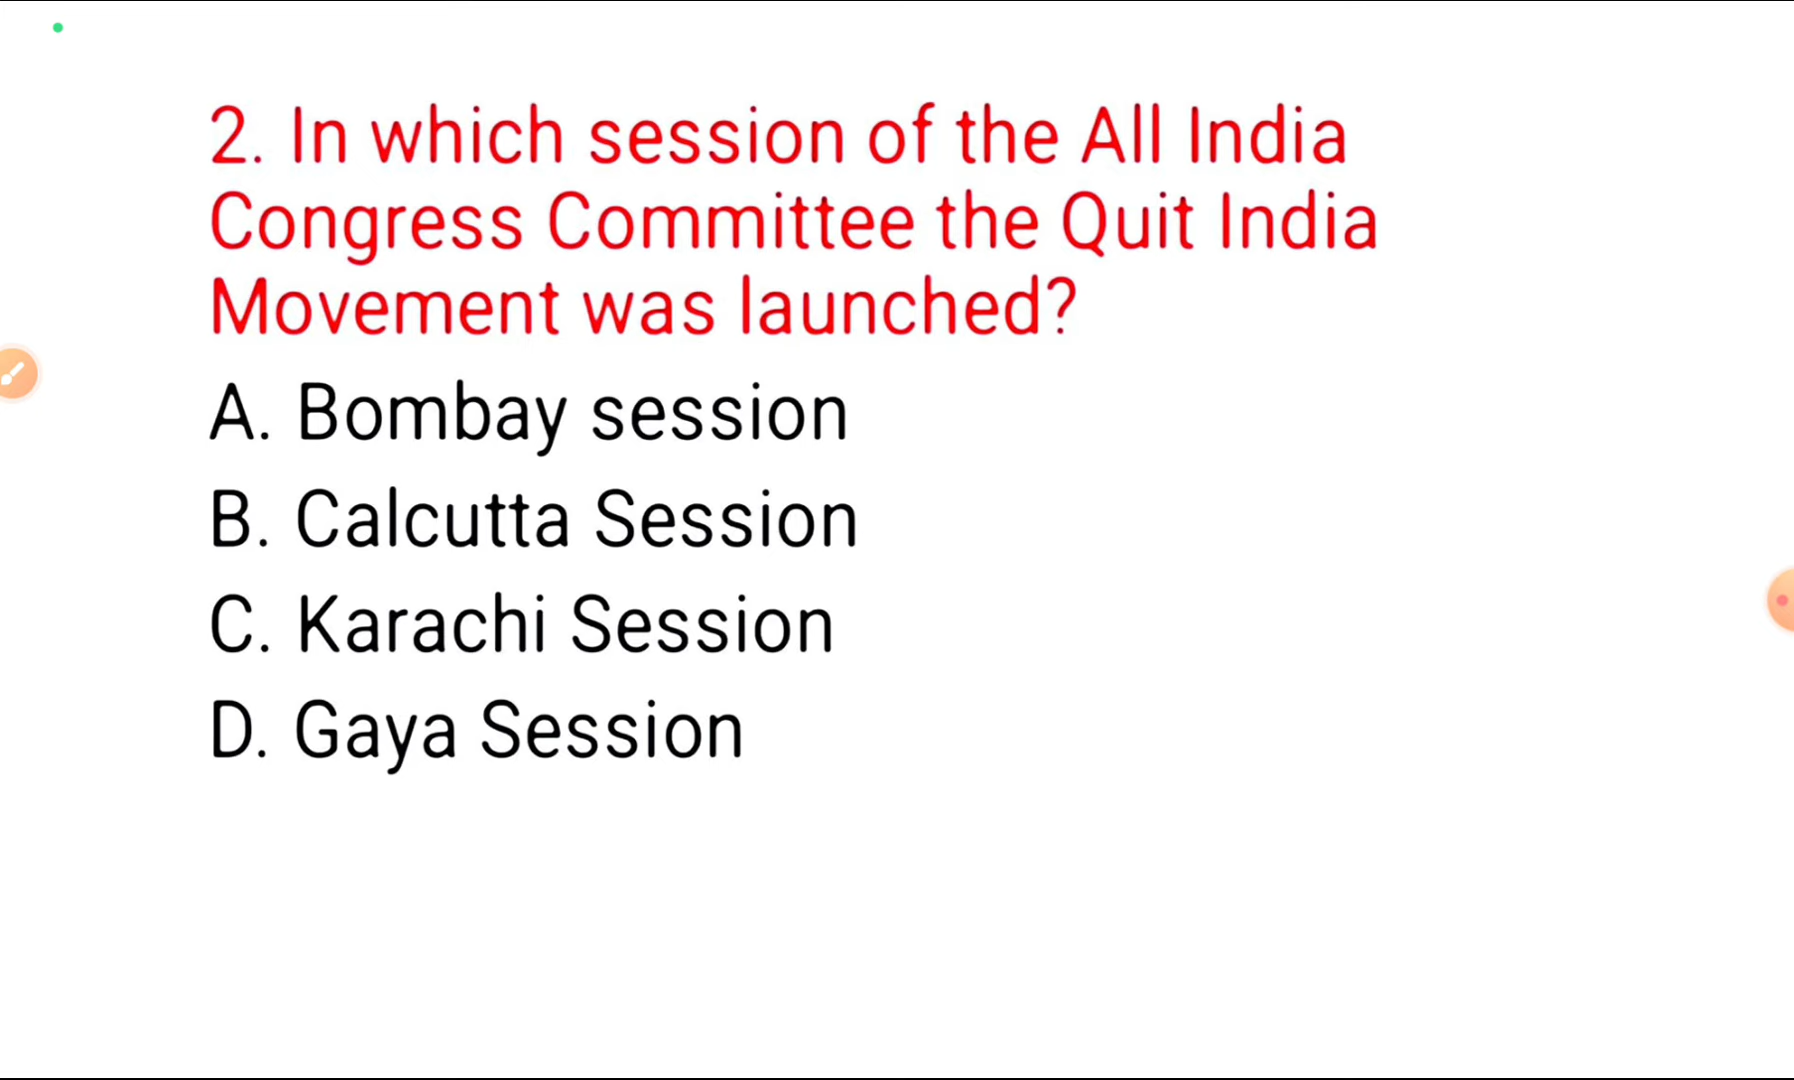 2. In which session of the All India
Congress Committee the Quit India
Movement was launched?
A. Bombay session
B. Calcutta Session
C. Karachi Session
D. Gaya Session